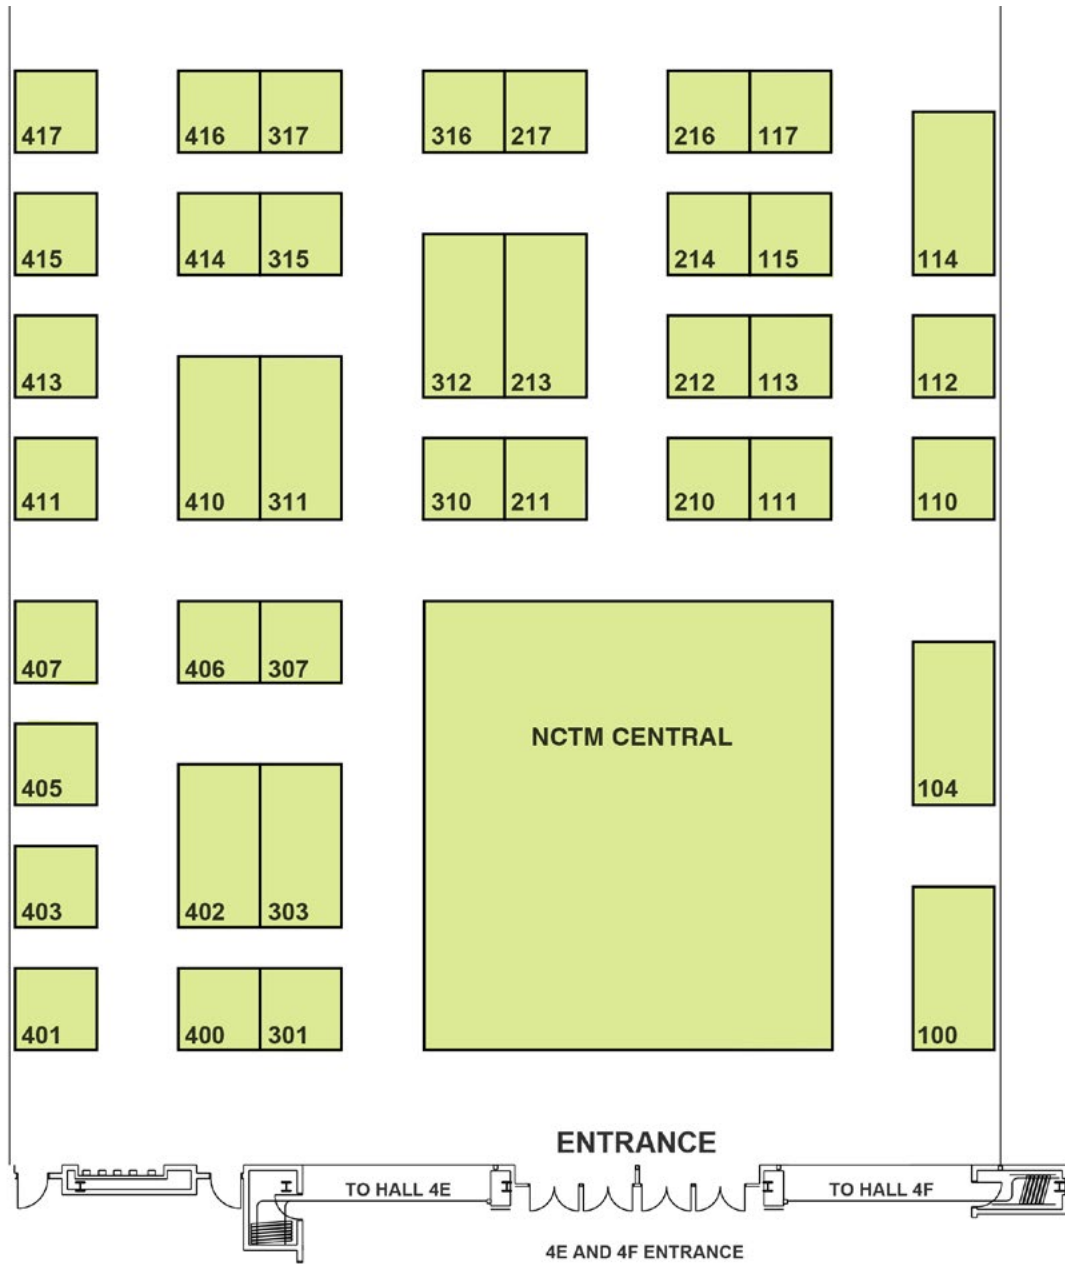 417 416 317 316 217 216 117
415 414 315 214 115 114
413 312 213 212 113 112
411 410 311 310 211 210 111 110
407 406 307
NCTM CENTRAL
405 104
403 402 303
401 400 301 100
ENTRANCE
TO HALL 4E TO HALL 4F
4E AND 4F ENTRANCE